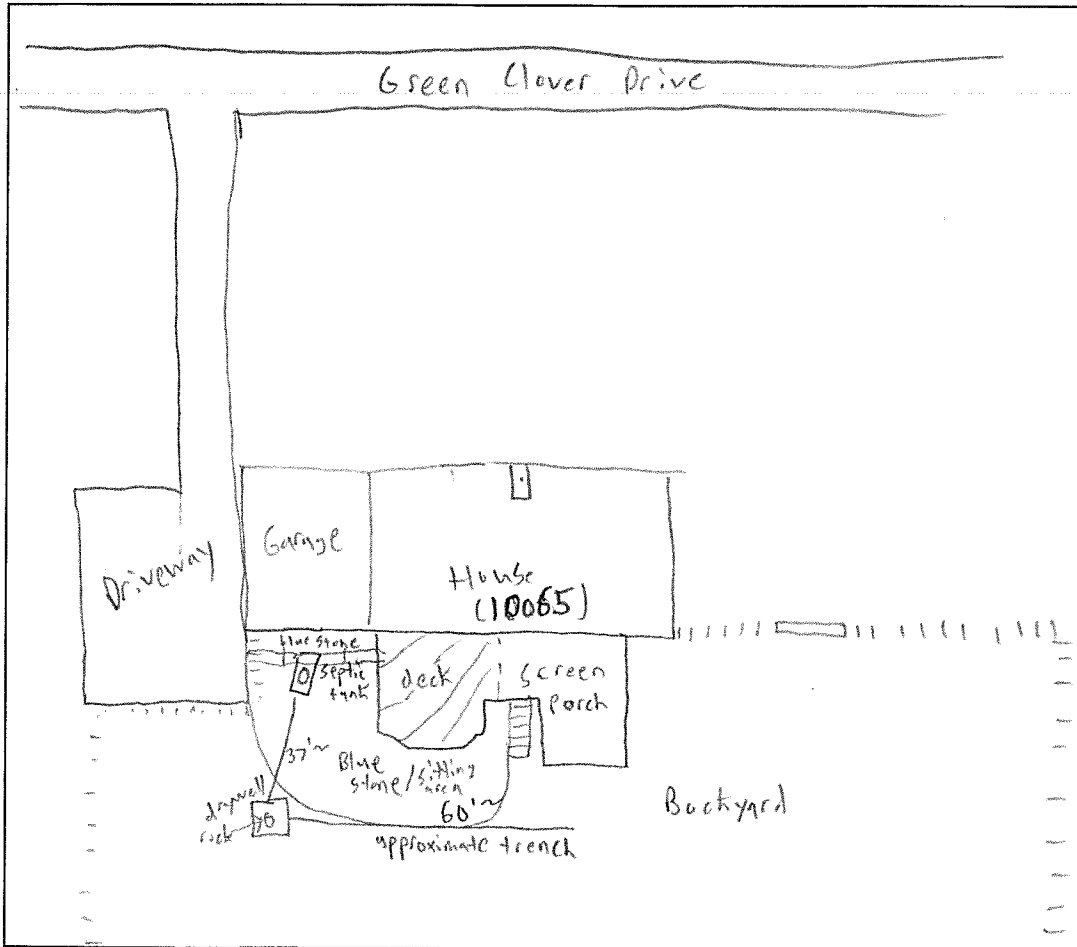 Green Clover Drive
Garage
Driveway
House
(10065)
blue stone
septic
tank
deck
screen
Porch
37'~
Blue
stone/sitting
area
60'~
drywell
rock
Backyard
approximate trench